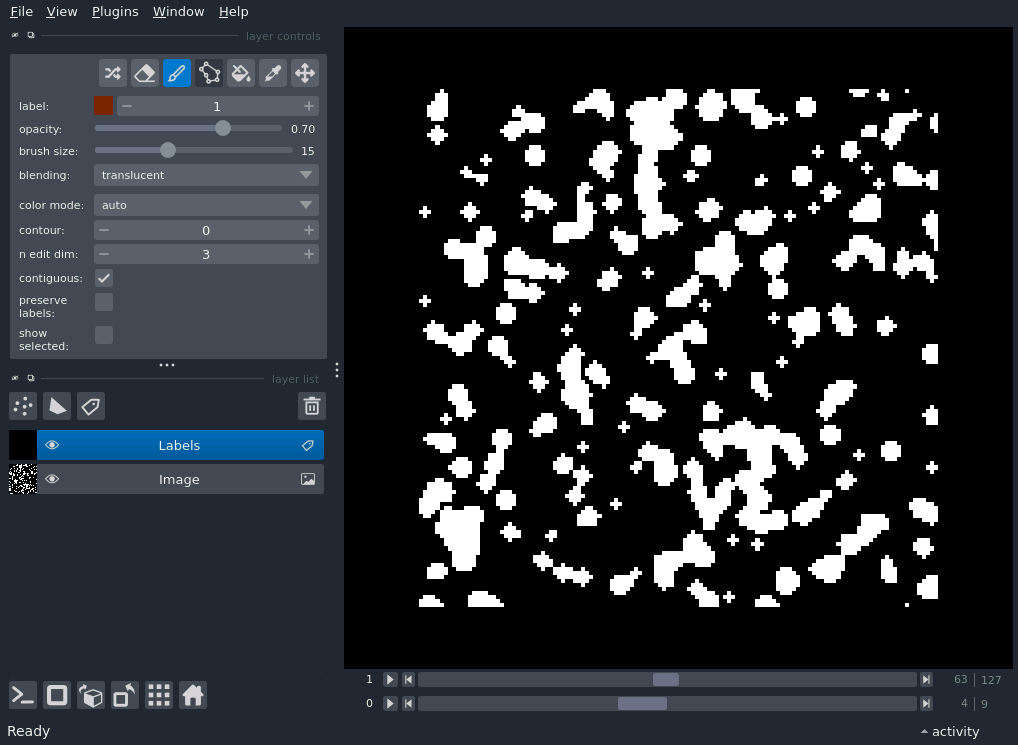 File View Plugins Window Help
layer controls
label: 1
opacity: 0.70
brush size: 15
blending: translucent
color mode: auto
contour: 0
n edit dim: 3
contiguous:
preserve
labels:
show
selected:
layer list
Labels
Image
1 63 127
0 4 9
Ready activity